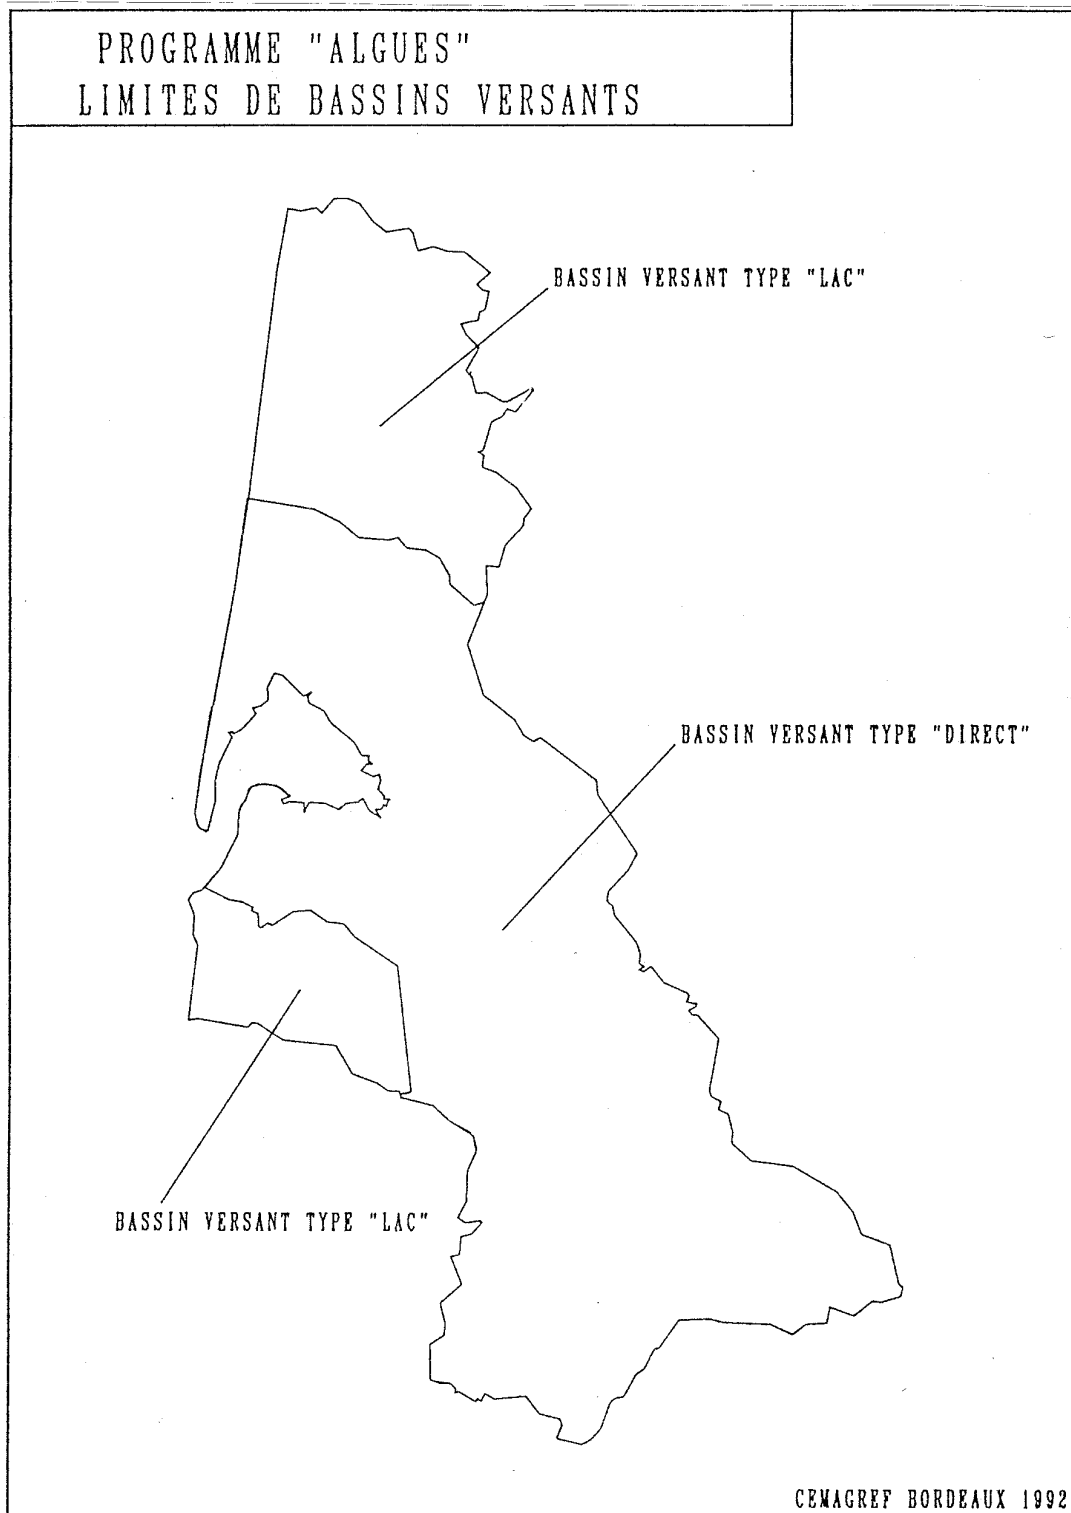 PROGRAMME "ALGUES"
LIMITES DE BASSINS VERSANTS
BASSIN VERSANT TYPE "LAC"
BASSIN VERSANT TYPE "DIRECT"
BASSIN VERSANT TYPE "LAC"
CEMAGREF BORDEAUX 1992